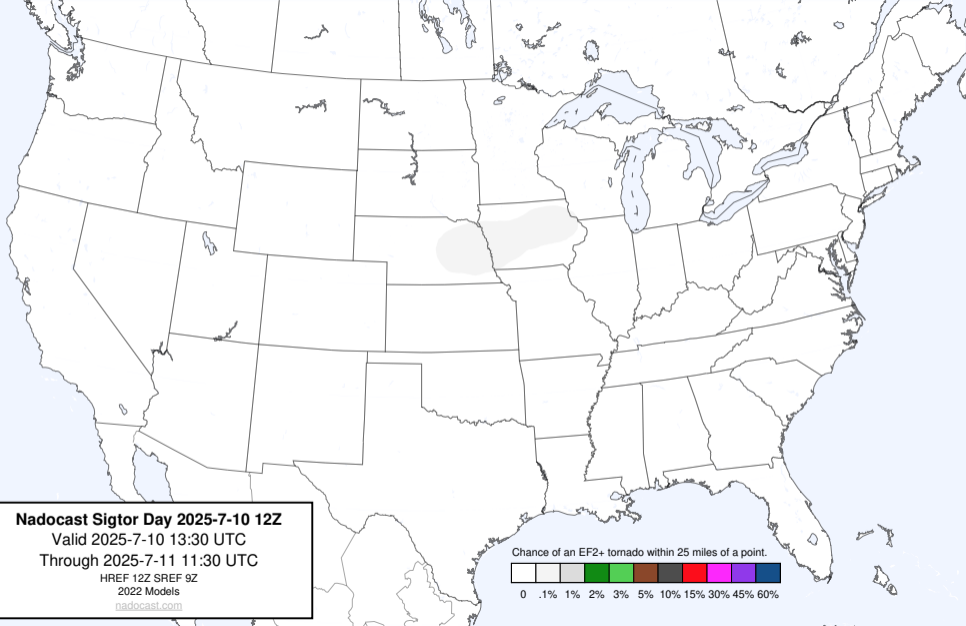 Nadocast Sigtor Day 2025-7-10 12Z
Valid 2025-7-10 13:30 UTC
Through 2025-7-11 11:30 UTC
HREF 12Z SREF 9Z
2022 Models
nadocast.com
Chance of an EF2+ tornado within 25 miles of a point.
0 .1% 1% 2% 3% 5% 10% 15% 30% 45% 60%